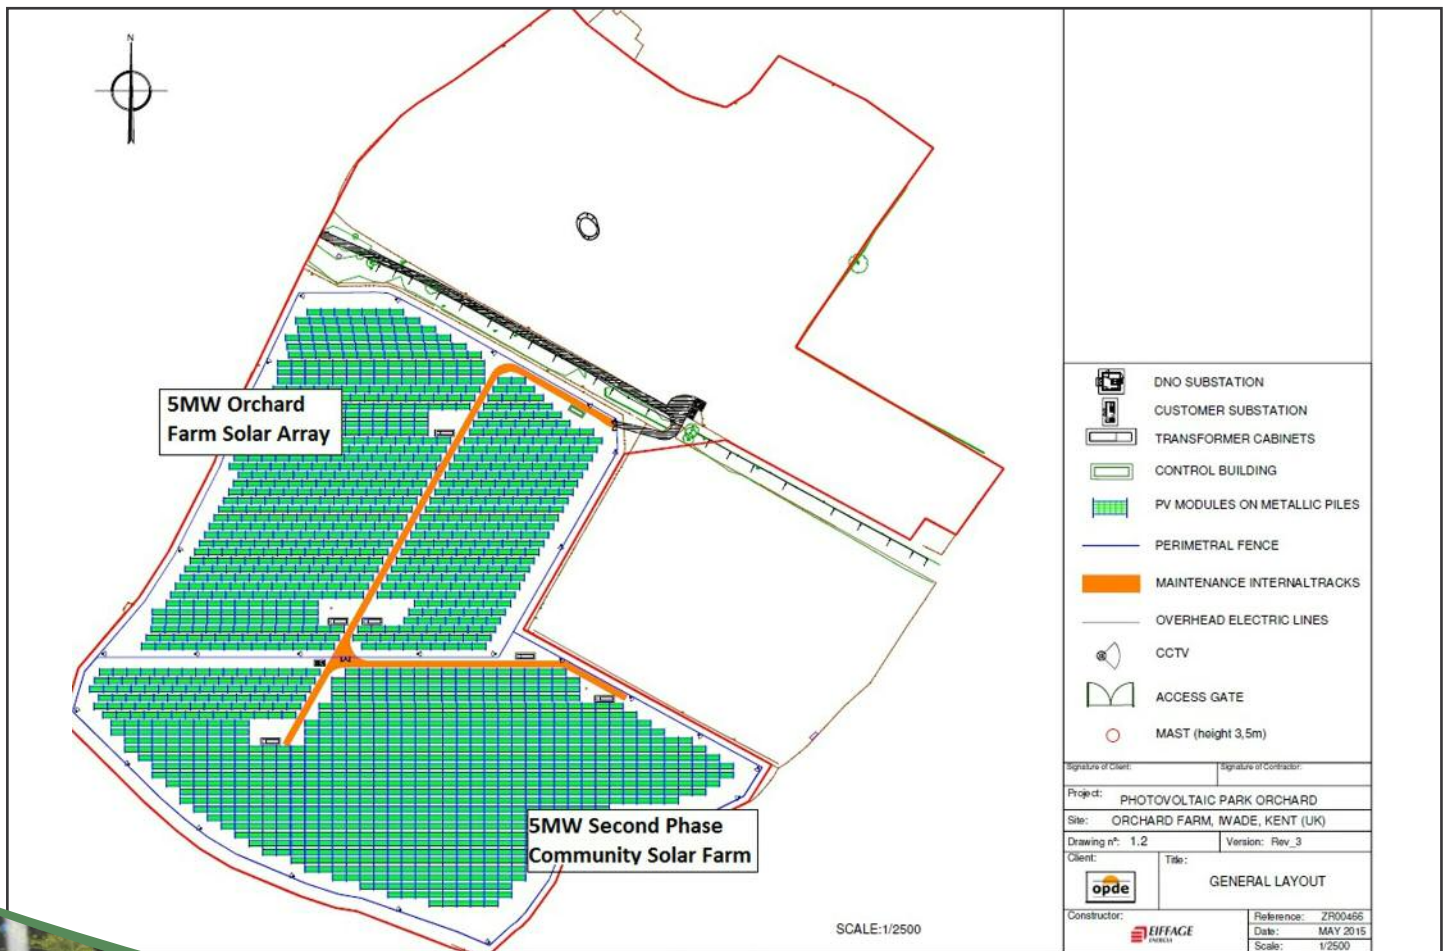 N
5MW Orchard
Farm Solar Array
5MW Second Phase
Community Solar Farm
SCALE:1/2500
DNO SUBSTATION
CUSTOMER SUBSTATION
TRANSFORMER CABINETS
CONTROL BUILDING
PV MODULES ON METALLIC PILES
PERIMETRAL FENCE
MAINTENANCE INTERNALTRACKS
OVERHEAD ELECTRIC LINES
CCTV
ACCESS GATE
MAST (height 3,5m)
Signature of Client: Signature of Contractor:
Project: PHOTOVOLTAIC PARK ORCHARD
Site: ORCHARD FARM, IWADE, KENT (UK)
Drawing nº: 1.2 Version: Rev_3
Client: Title:
opde GENERAL LAYOUT
Constructor: EIFFAGE
ENERGÍA
Reference: ZR00466
Date: MAY 2015
Scale: 1/2500